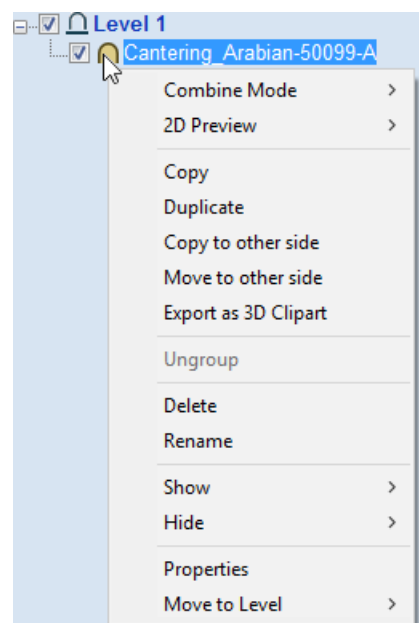 Level 1
Cantering_Arabian-50099-A
Combine Mode
2D Preview
Copy
Duplicate
Copy to other side
Move to other side
Export as 3D Clipart
Ungroup
Delete
Rename
Show
Hide
Properties
Move to Level